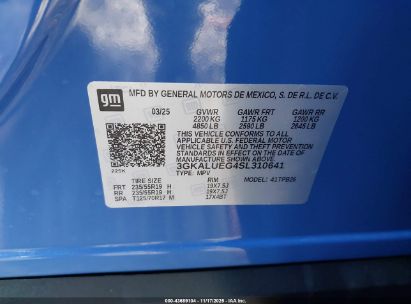 gm
MFD BY GENERAL MOTORS DE MEXICO, S. DE R.L. DE C.V.
03/25 GVWR GAWR FRT GAWR RR
2200 KG 1175 KG 1200 KG
4850 LB 2590 LB 2645 LB
THIS VEHICLE CONFORMS TO ALL
APPLICABLE U.S. FEDERAL MOTOR
VEHICLE SAFETY AND THEFT PREVENTION
STANDARDS IN EFFECT ON THE DATE OF
MANUFACTURE SHOWN ABOVE.
3GKALUEG4SL310641
TYPE: MPV
TIRE SIZE RIM
FRT 235/55R19 H 19X7.5J
RR 235/55R19 H 19X7.5J
SPA T125/70R17 M 17X4BT
000-43689104 - 11/17/2025 -